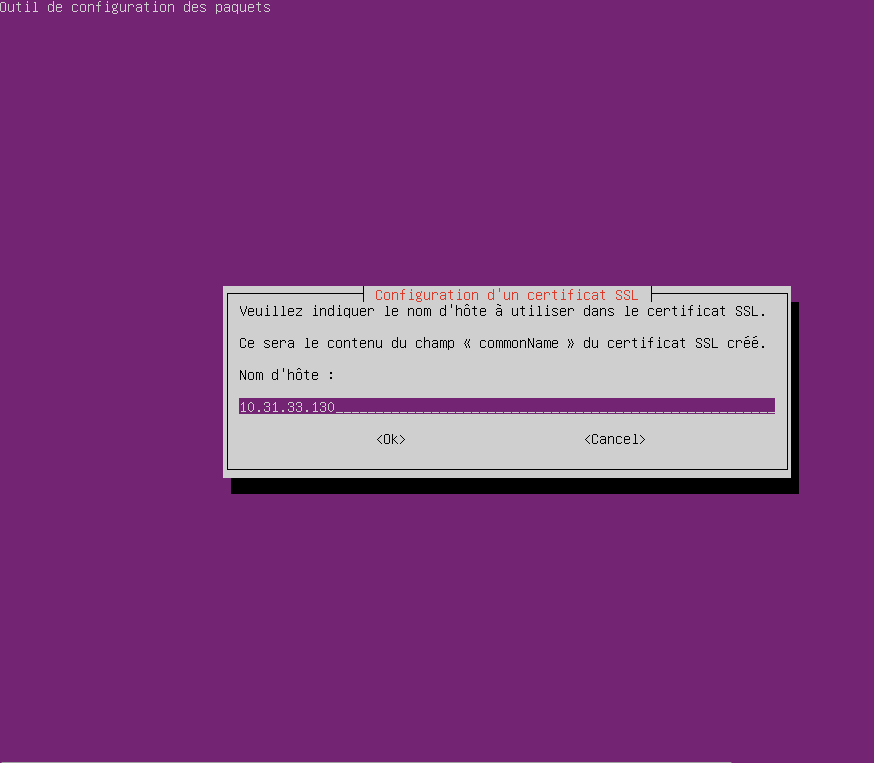 Outil de configuration des paquets
Configuration d'un certificat SSL
Veuillez indiquer le nom d'hôte à utiliser dans le certificat SSL.
Ce sera le contenu du champ « commonName » du certificat SSL créé.
Nom d'hôte :
10.31.33.130
<Ok> <Cancel>